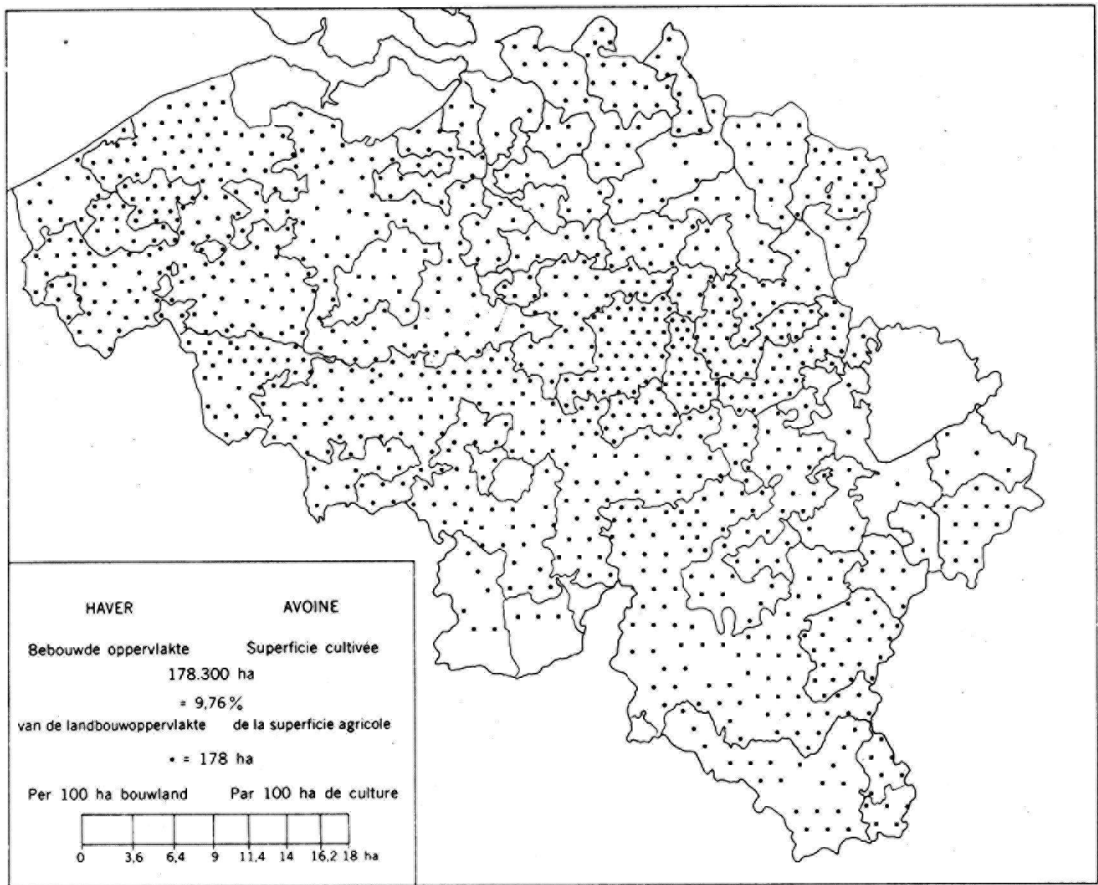 HAVER AVOINE
Bebouwde oppervlakte Superficie cultivée
178.300 ha
= 9,76%
van de landbouwoppervlakte de la superficie agricole
• = 178 ha
Per 100 ha bouwland Par 100 ha de culture
0 3,6 6,4 9 11,4 14 16,2 18 ha